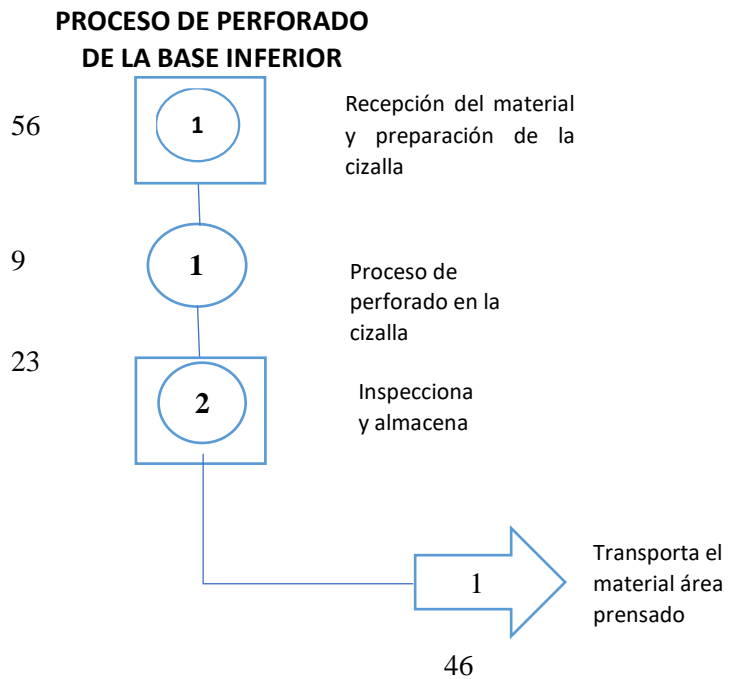 PROCESO DE PERFORADO
DE LA BASE INFERIOR
56
1
Recepción del material
y preparación de la
cizalla
9
1
Proceso de
perforado en la
cizalla
23
2
Inspecciona
y almacena
1
Transporta el
material área
prensado
46